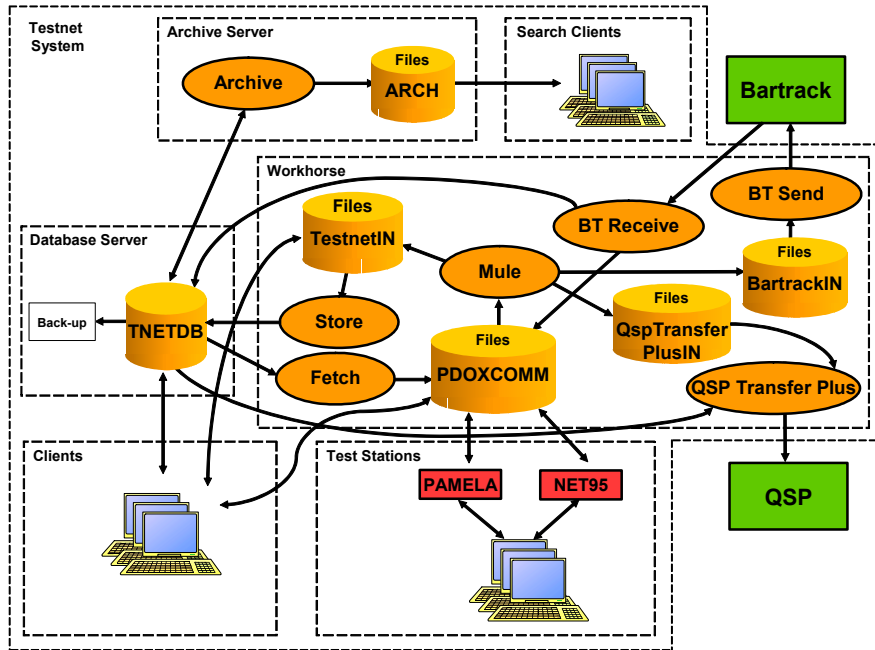 Testnet
System
Archive Server
Archive
Files
ARCH
Search Clients
Bartrack
Workhorse
Files
TestnetIN
BT Receive
BT Send
Mule
Files
BartrackIN
Database Server
Back-up
TNETDB
Store
Fetch
Files
PDOXCOMM
Files
QspTransfer
PlusIN
QSP Transfer Plus
Clients
Test Stations
PAMELA
NET95
QSP